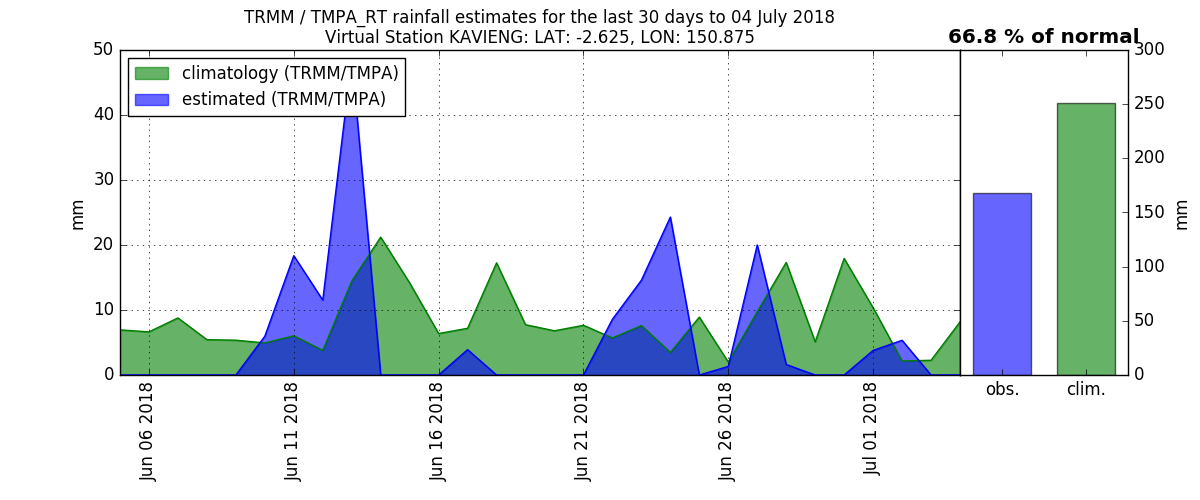 TRMM / TMPA_RT rainfall estimates for the last 30 days to 04 July 2018
Virtual Station KAVIENG: LAT: -2.625, LON: 150.875
66.8 % of normal
climatology (TRMM/TMPA)
estimated (TRMM/TMPA)
50
40
30
20
10
0
mm
Jun 06 2018
Jun 11 2018
Jun 16 2018
Jun 21 2018
Jun 26 2018
Jul 01 2018
obs.
clim.
300
250
200
150
100
50
0
mm